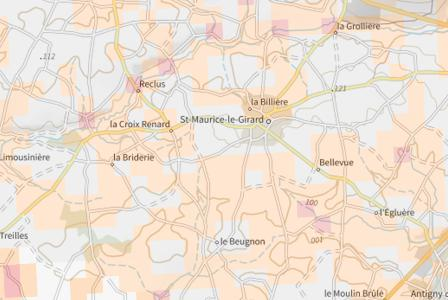 la Grollière
.112
Reclus
.121
la Billière
St-Maurice-le-Girard
la Croix Renard
Limousinière
la Briderie
Bellevue
100
l'Égluère
Treilles
le Beugnon
001
le Moulin Brûlé
Antigny